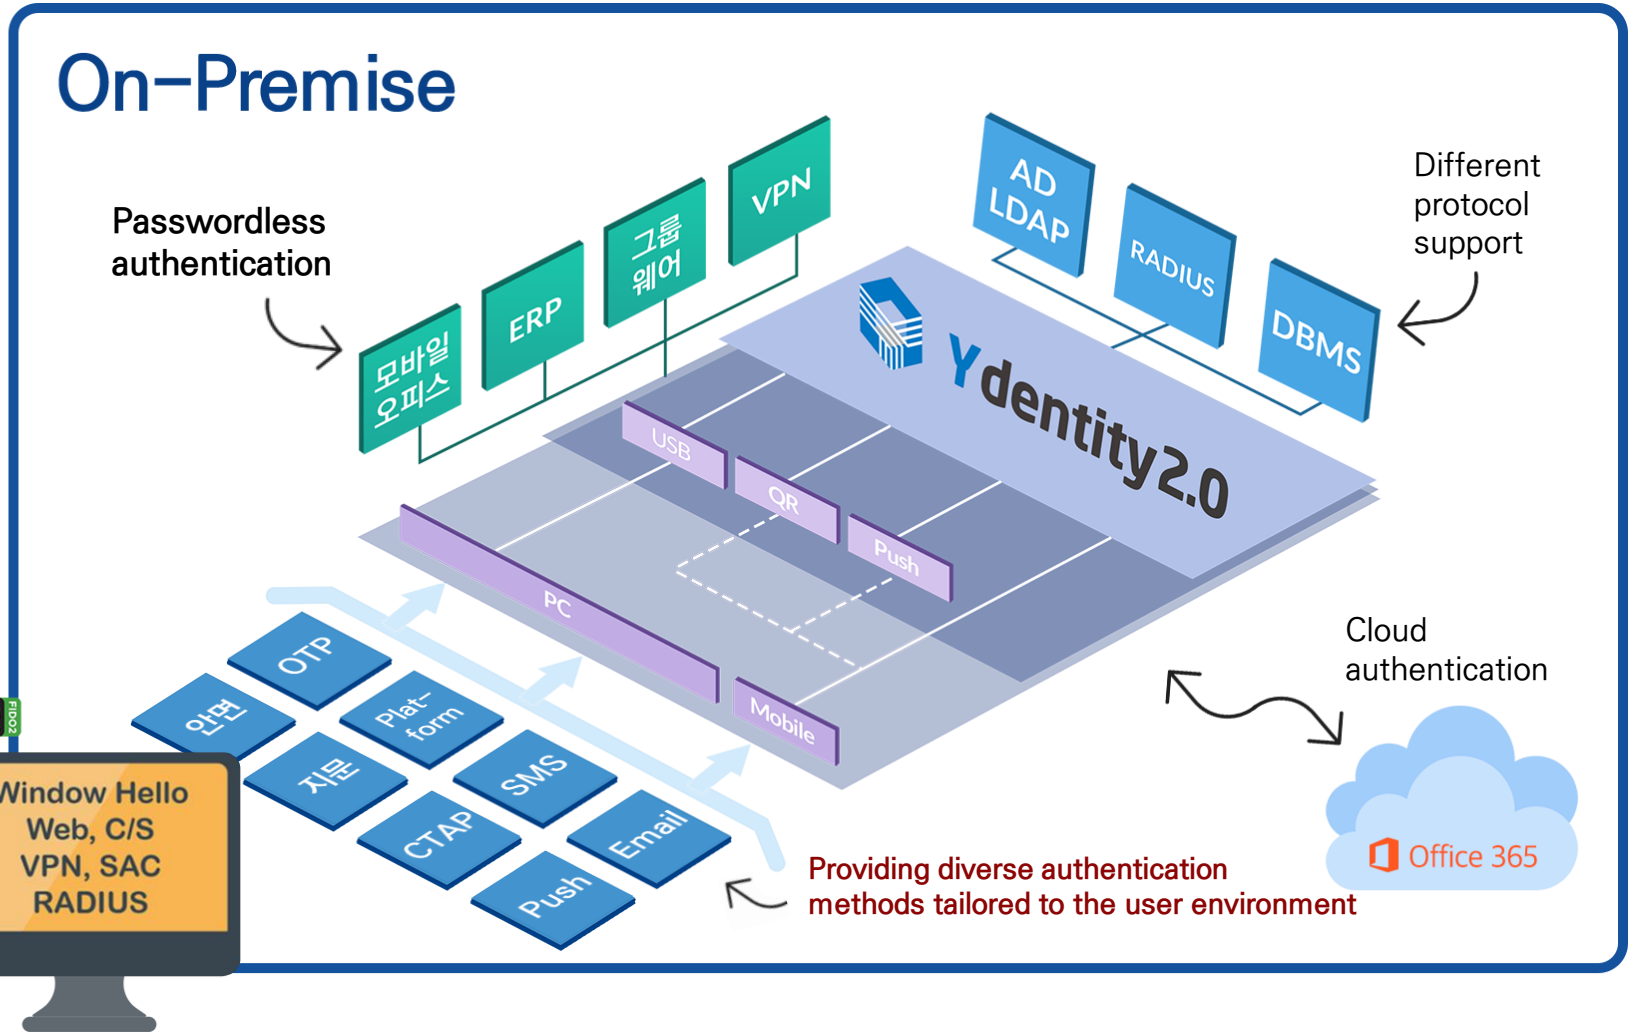 On-Premise
Passwordless
authentication
모바일
오피스
ERP
그룹
웨어
VPN
AD
LDAP
RADIUS
DBMS
Different
protocol
support
Ydentity2.0
USB
QR
Push
PC
Mobile
OTP
안면
Plat-
form
지문
SMS
CTAP
Email
Push
Cloud
authentication
Office 365
Providing diverse authentication
methods tailored to the user environment
FIDO2
Window Hello
Web, C/S
VPN, SAC
RADIUS